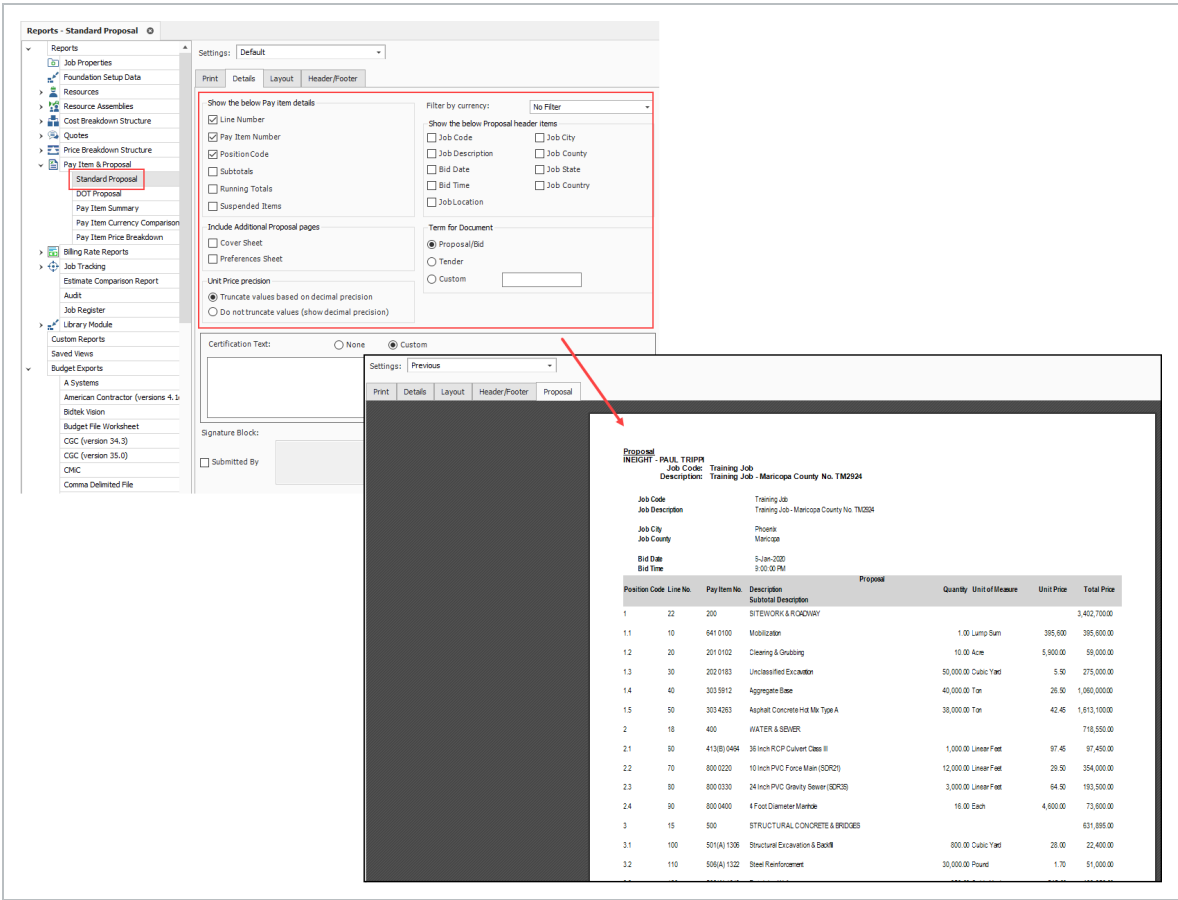 Reports - Standard Proposal
Reports
Job Properties
Foundation Setup Data
Resources
Resource Assemblies
Cost Breakdown Structure
Quotes
Price Breakdown Structure
Pay Item & Proposal
Standard Proposal
DOT Proposal
Pay Item Summary
Pay Item Currency Comparison
Pay Item Price Breakdown
Billing Rate Reports
Job Tracking
Estimate Comparison Report
Audit
Job Register
Library Module
Custom Reports
Saved Views
Budget Exports
A Systems
American Contractor (versions 4.1
Bidtek Vision
Budget File Worksheet
CGC (version 34.3)
CGC (version 35.0)
CMiC
Comma Delimited File
Settings: Default
Print Details Layout Header/Footer
Show the below Pay item details
Line Number
Pay Item Number
Position Code
Subtotals
Running Totals
Suspended Items
Include Additional Proposal pages
Cover Sheet
Preferences Sheet
Unit Price precision
Truncate values based on decimal precision
Do not truncate values (show decimal precision)
Filter by currency: No Filter
Show the below Proposal header items
Job Code Job City
Job Description Job County
Bid Date Job State
Bid Time Job Country
Job Location
Term for Document
Proposal/Bid
Tender
Custom
Certification Text: None Custom
Signature Block:
Submitted By
Settings: Previous
Print Details Layout Header/Footer Proposal
Proposal
INEIGHT - PAUL TRIPPI
Job Code: Training Job
Description: Training Job - Maricopa County No. TM2924
Job Code Training Job
Job Description Training Job - Maricopa County No. TM2924
Job City Phoenix
Job County Maricopa
Bid Date 5-Jan-2020
Bid Time 9:00:00 PM
Proposal
Position Code Line No. Pay Item No. Description Quantity Unit of Measure Unit Price Total Price
Subtotal Description
1 22 200 SITEWORK & ROADWAY 3,402,700.00
1.1 10 641 0100 Mobilization 1.00 Lump Sum 395,600 395,600.00
1.2 20 201 0102 Clearing & Grubbing 10.00 Acre 5,900.00 59,000.00
1.3 30 202 0183 Unclassified Excavation 50,000.00 Cubic Yard 5.50 275,000.00
1.4 40 303 5912 Aggregate Base 40,000.00 Ton 26.50 1,060,000.00
1.5 50 303 4263 Asphalt Concrete Hot Mix Type A 38,000.00 Ton 42.45 1,613,100.00
2 18 400 WATER & SEWER 718,550.00
2.1 60 413(B) 0464 36 Inch RCP Culvert Class III 1,000.00 Linear Feet 97.45 97,450.00
2.2 70 800 0220 10 Inch PVC Force Main (SDR21) 12,000.00 Linear Feet 29.50 354,000.00
2.3 80 800 0330 24 Inch PVC Gravity Sewer (SDR35) 3,000.00 Linear Feet 64.50 193,500.00
2.4 90 800 0400 4 Foot Diameter Manhole 16.00 Each 4,600.00 73,600.00
3 15 500 STRUCTURAL CONCRETE & BRIDGES 631,895.00
3.1 100 501(A) 1306 Structural Excavation & Backfill 800.00 Cubic Yard 28.00 22,400.00
3.2 110 506(A) 1322 Steel Reinforcement 30,000.00 Pound 1.70 51,000.00